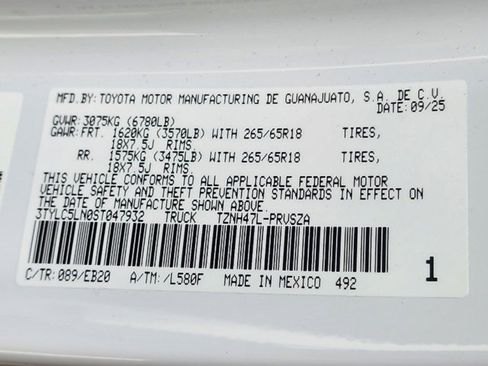 MFD.BY:TOYOTA MOTOR MANUFACTURING DE GUANAJUATO, S.A. DE C.V.
DATE:09/25
GVWR:3075KG(6780LB)
GAWR:FRT. 1620KG(3570LB)WITH 265/65R18 TIRES,
18X7.5J RIMS.
RR. 1575KG(3475LB)WITH 265/65R18 TIRES,
18X7.5J RIMS.
THIS VEHICLE CONFORMS TO ALL APPLICABLE FEDERAL MOTOR
VEHICLE SAFETY AND THEFT PREVENTION STANDARDS IN EFFECT ON
THE DATE OF MANUFACTURE SHOWN ABOVE.
3TYLC5LN0ST047932 TRUCK TZNH47L-PRVSZA
C/TR:089/EB20 A/TM:/L580F MADE IN MEXICO 492
1